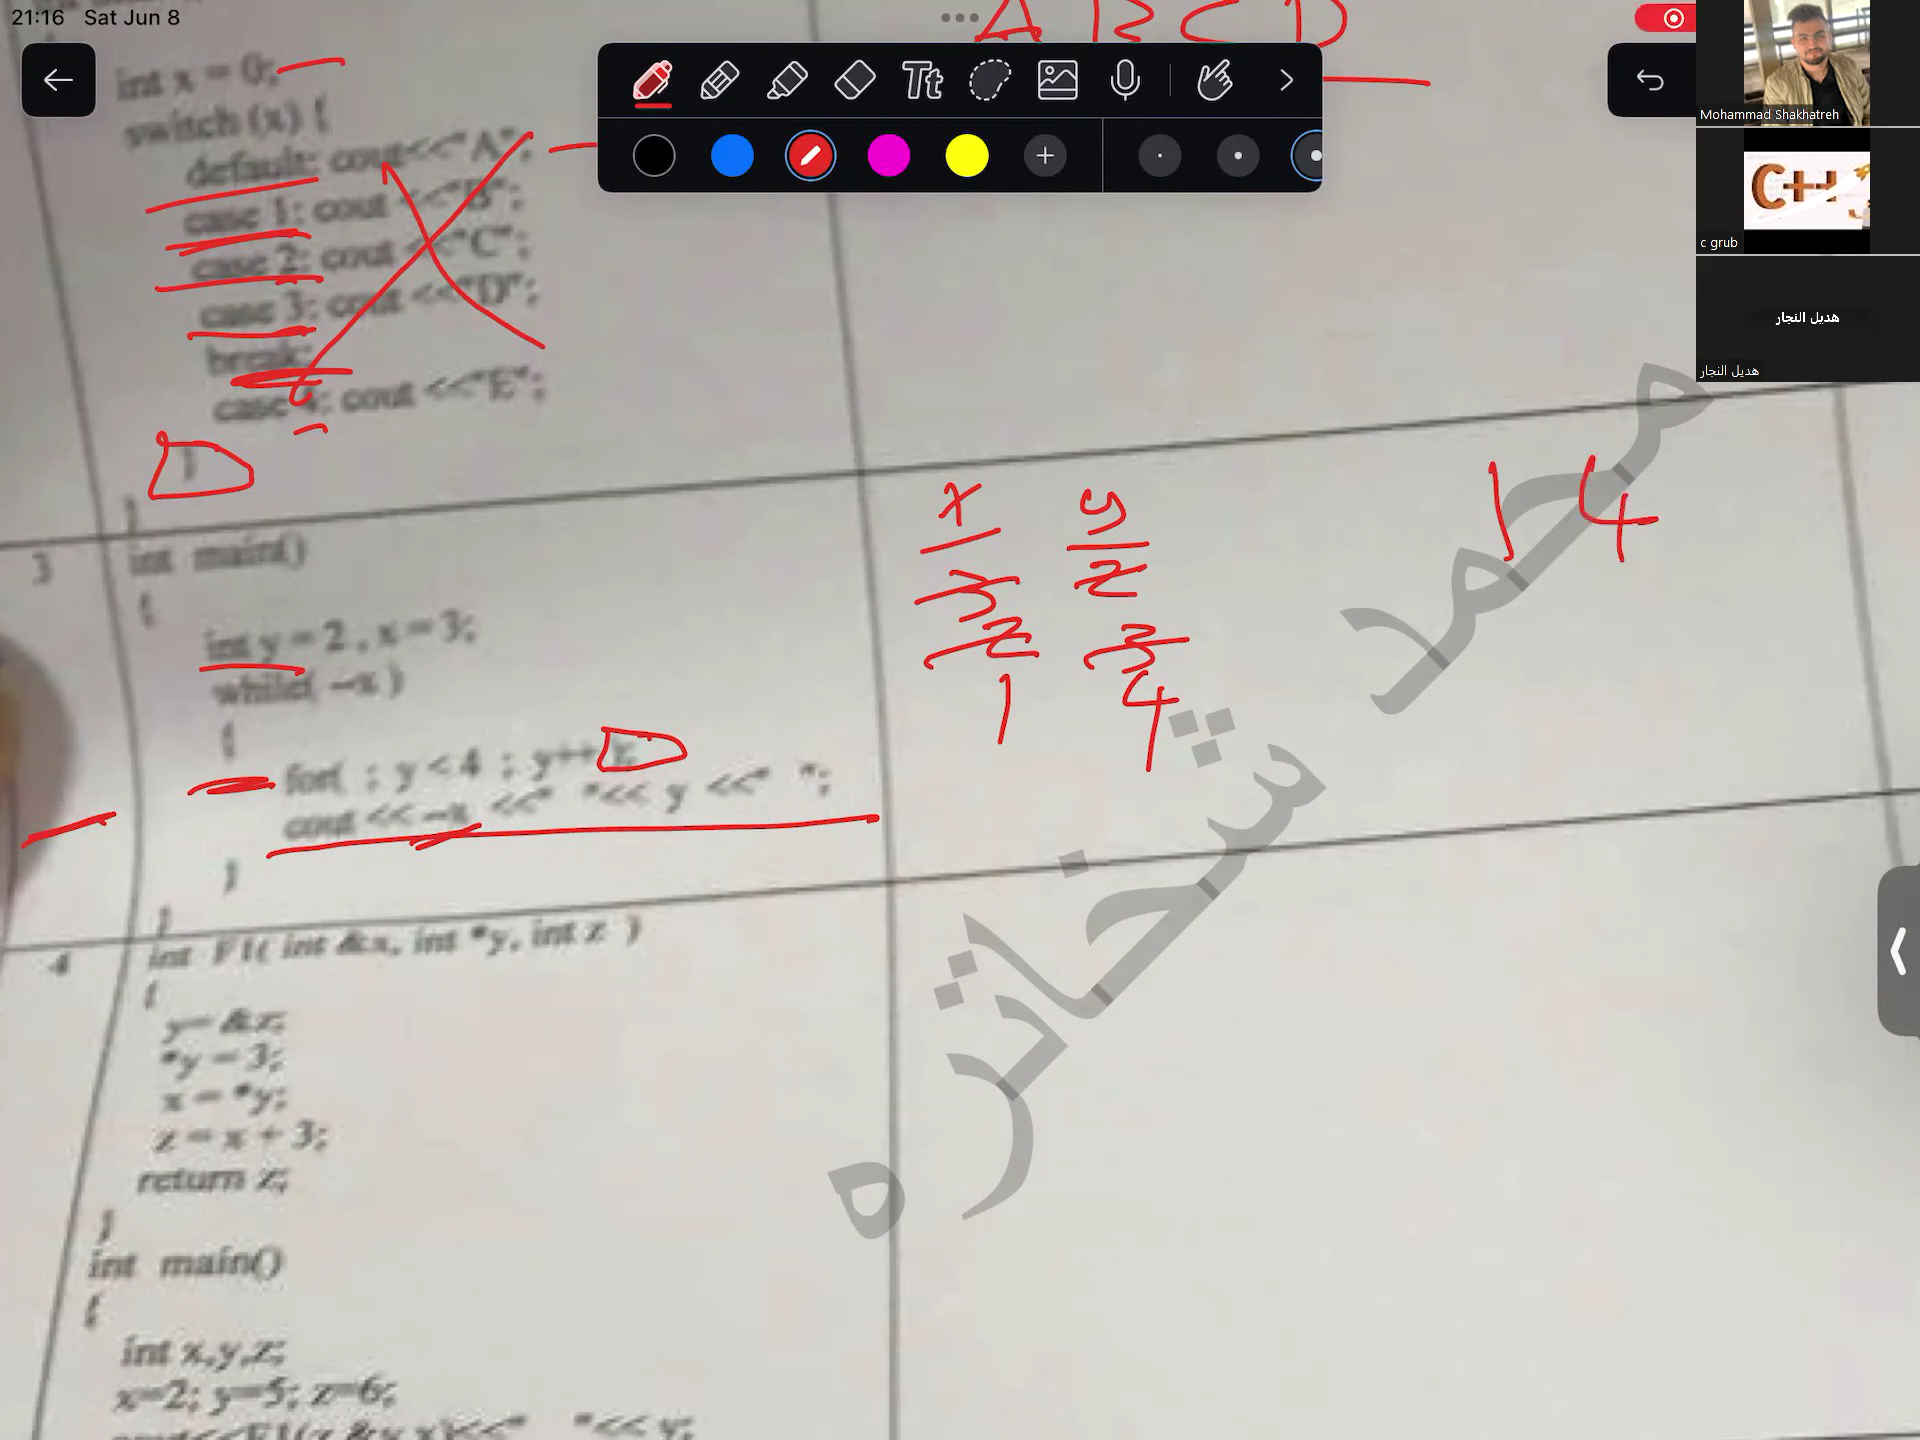 21:16 Sat Jun 8
A B C D
Tt
Mohammad Shakhatreh
C++
c grub
هديل النجار
هديل النجار
int x = 0;
switch (x) {
default: cout<<"A";
case 1: cout <<"B";
case 2: cout <<"C";
case 3: cout <<"D";
break;
case 4: cout <<"E";
}
}
3
int main()
{
int y = 2 , x = 3;
while( --x )
{
for( ; y < 4 ; y++ );
cout << --x <<" "<< y <<" ";
}
}
x y
3 2
2 3
1 4
1 4
4
int F1( int &x, int *y, int z )
{
y= &z;
*y = 3;
x = *y;
z = x + 3;
return z;
}
int main()
{
int x,y,z;
x=2; y=5; z=6;
"<< y;
محمد شخاتره